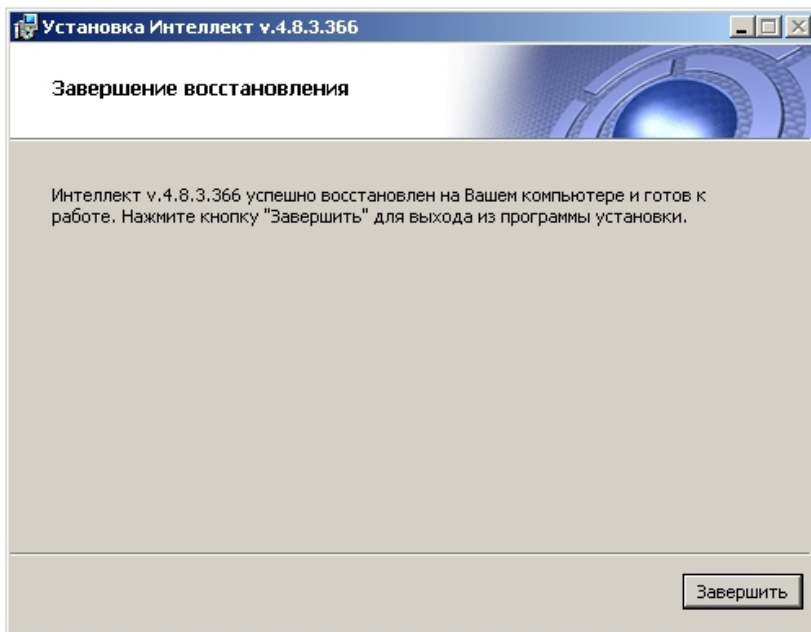 Установка Интеллект v.4.8.3.366
Завершение восстановления
Интеллект v.4.8.3.366 успешно восстановлен на Вашем компьютере и готов к
работе. Нажмите кнопку "Завершить" для выхода из программы установки.
Завершить